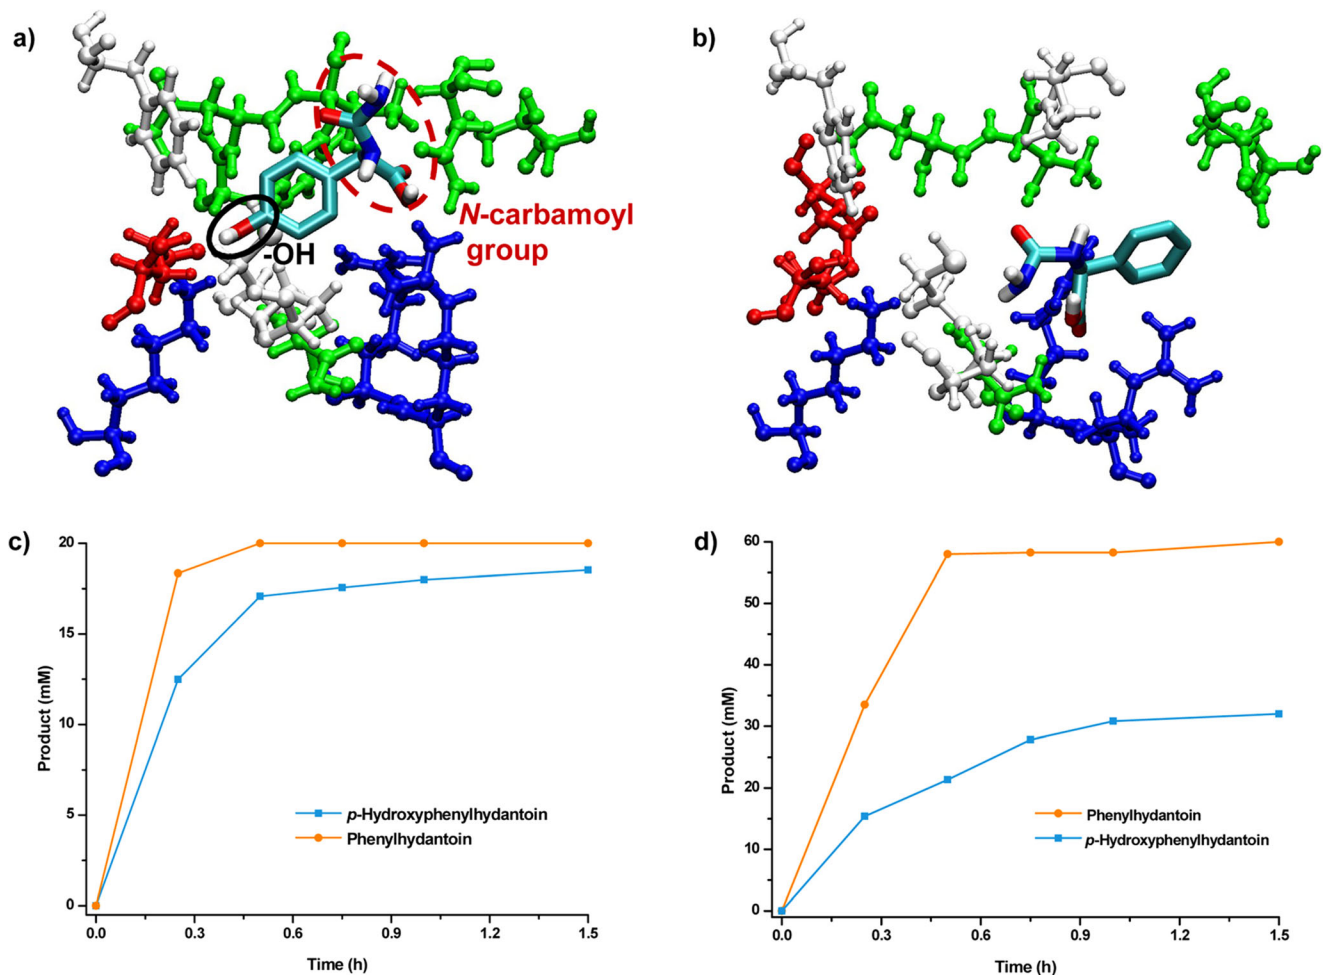 a)
b)
N-carbamoyl
group
-OH
c)
20
15
10
5
0
Product (mM)
p-Hydroxyphenylhydantoin
Phenylhydantoin
0.0
0.3
0.6
0.9
1.2
1.5
Time (h)
d)
60
50
40
30
20
10
0
Product (mM)
Phenylhydantoin
p-Hydroxyphenylhydantoin
0.0
0.3
0.6
0.9
1.2
1.5
Time (h)